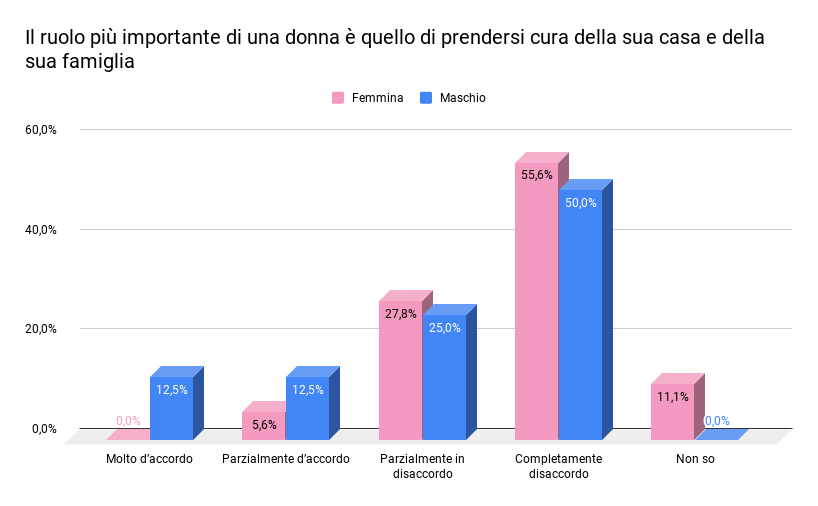 Il ruolo più importante di una donna è quello di prendersi cura della sua casa e della
sua famiglia
Femmina Maschio
60,0%
40,0%
20,0%
0,0%
0,0% 12,5% 5,6% 12,5% 27,8% 25,0% 55,6% 50,0% 11,1% 0,0%
Molto d’accordo Parzialmente d’accordo Parzialmente in Completamente Non so
disaccordo disaccordo